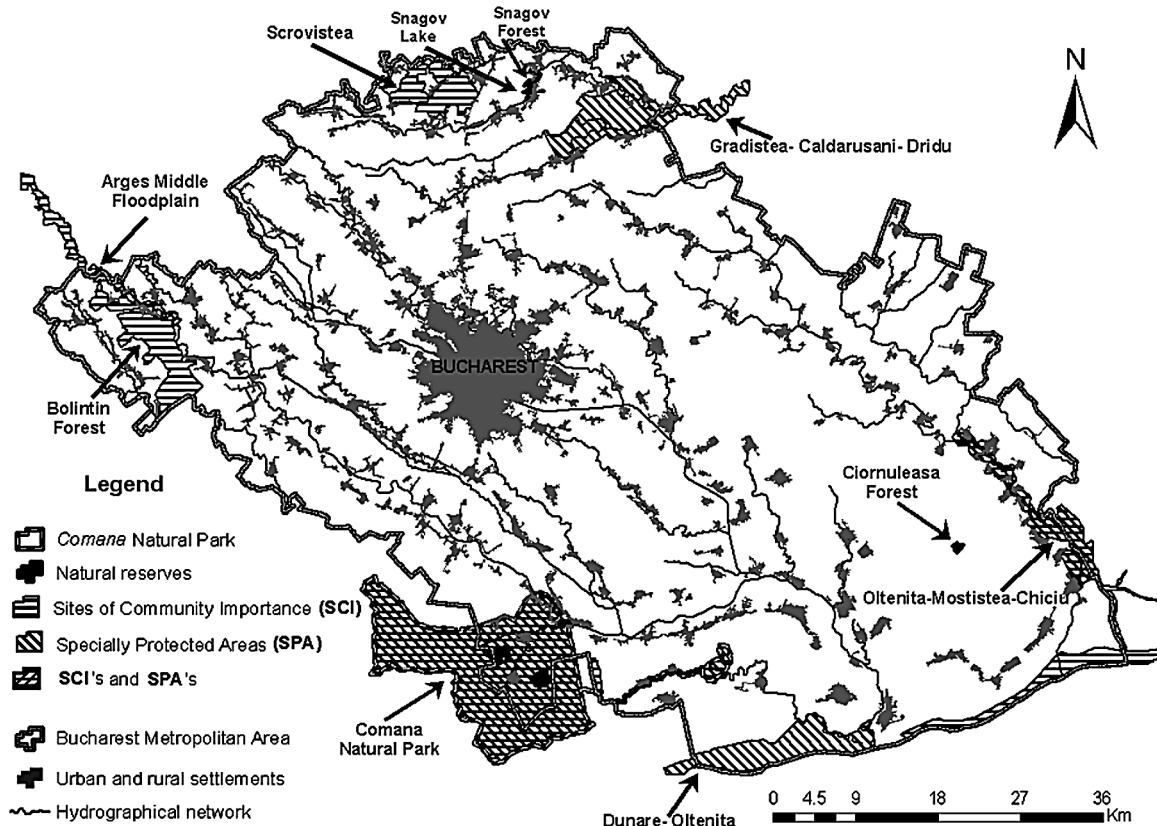 Snagov
Forest
Snagov
Lake
Scrovistea
N
Gradistea- Caldarusani- Dridu
Arges Middle
Floodplain
BUCHAREST
Bolintin
Forest
Ciornuleasa
Forest
Legend
Comana Natural Park
Natural reserves
Sites of Community Importance (SCI)
Specially Protected Areas (SPA)
SCI's and SPA's
Bucharest Metropolitan Area
Urban and rural settlements
Hydrographical network
Oltenita-Mostistea-Chiciu
Comana
Natural Park
Dunare- Oltenita
0 4.5 9 18 27 36
Km